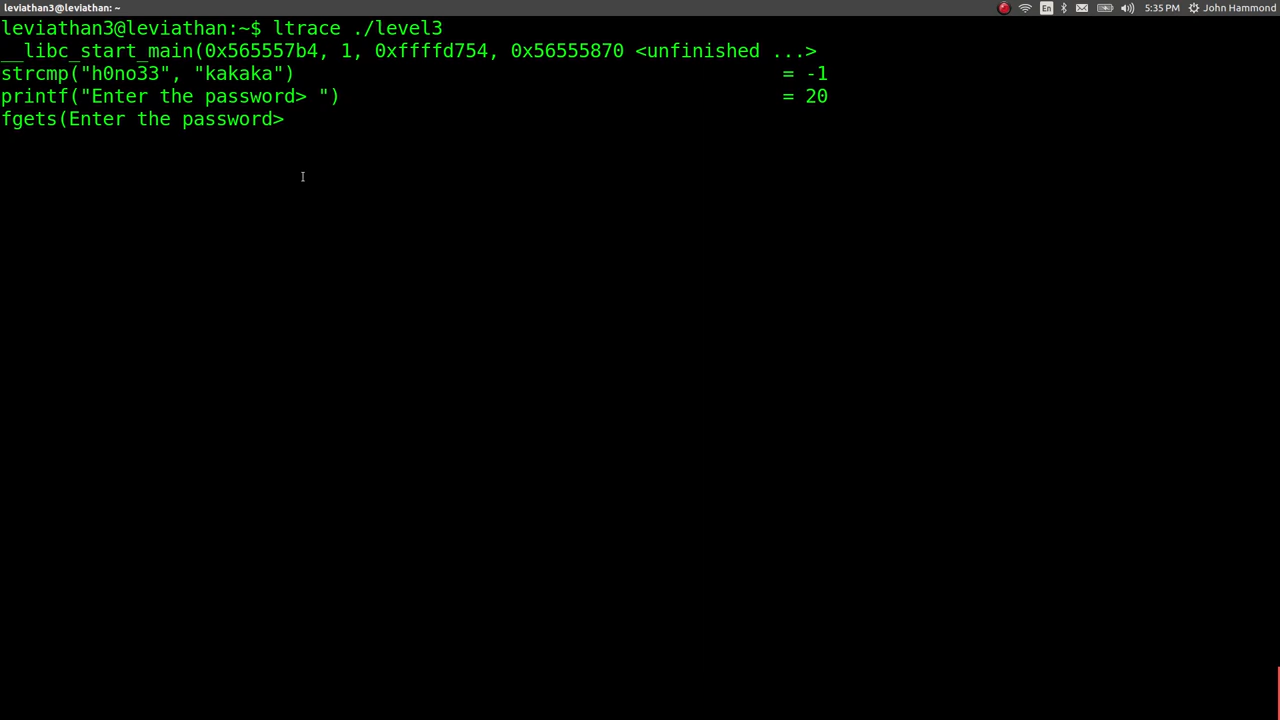 leviathan3@leviathan: ~
En
5:35 PM
John Hammond
leviathan3@leviathan:~$ ltrace ./level3
__libc_start_main(0x565557b4, 1, 0xffffd754, 0x56555870 <unfinished ...>
strcmp("h0no33", "kakaka") = -1
printf("Enter the password> ") = 20
fgets(Enter the password>